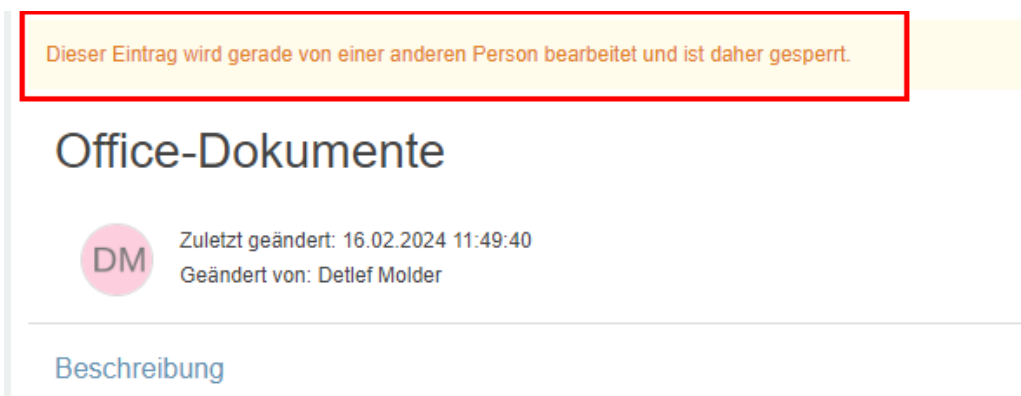 Dieser Eintrag wird gerade von einer anderen Person bearbeitet und ist daher gesperrt.
Office-Dokumente
DM
Zuletzt geändert: 16.02.2024 11:49:40
Geändert von: Detlef Molder
Beschreibung